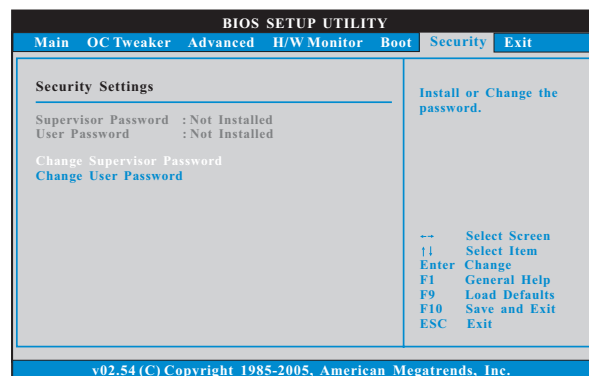 BIOS SETUP UTILITY
Main OC Tweaker Advanced H/W Monitor Boot Security Exit
Security Settings
Supervisor Password : Not Installed
User Password : Not Installed
Change Supervisor Password
Change User Password
Install or Change the
password.
←→ Select Screen
↑↓ Select Item
Enter Change
F1 General Help
F9 Load Defaults
F10 Save and Exit
ESC Exit
v02.54 (C) Copyright 1985-2005, American Megatrends, Inc.